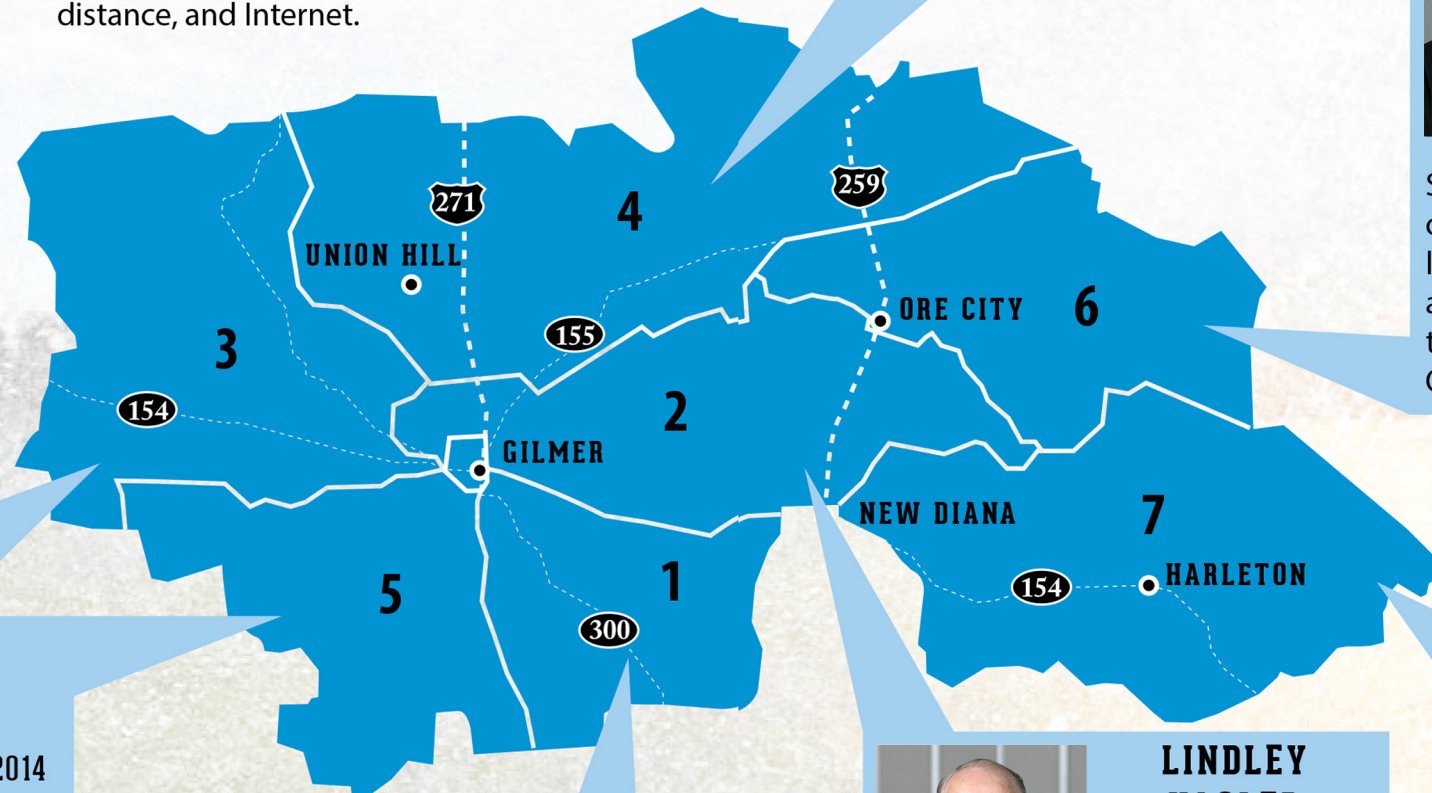 distance, and Internet.
259
271
4
UNION HILL
ORE CITY
6
155
3
154
2
GILMER
NEW DIANA
7
HARLETON
154
5
1
300
2014
LINDLEY